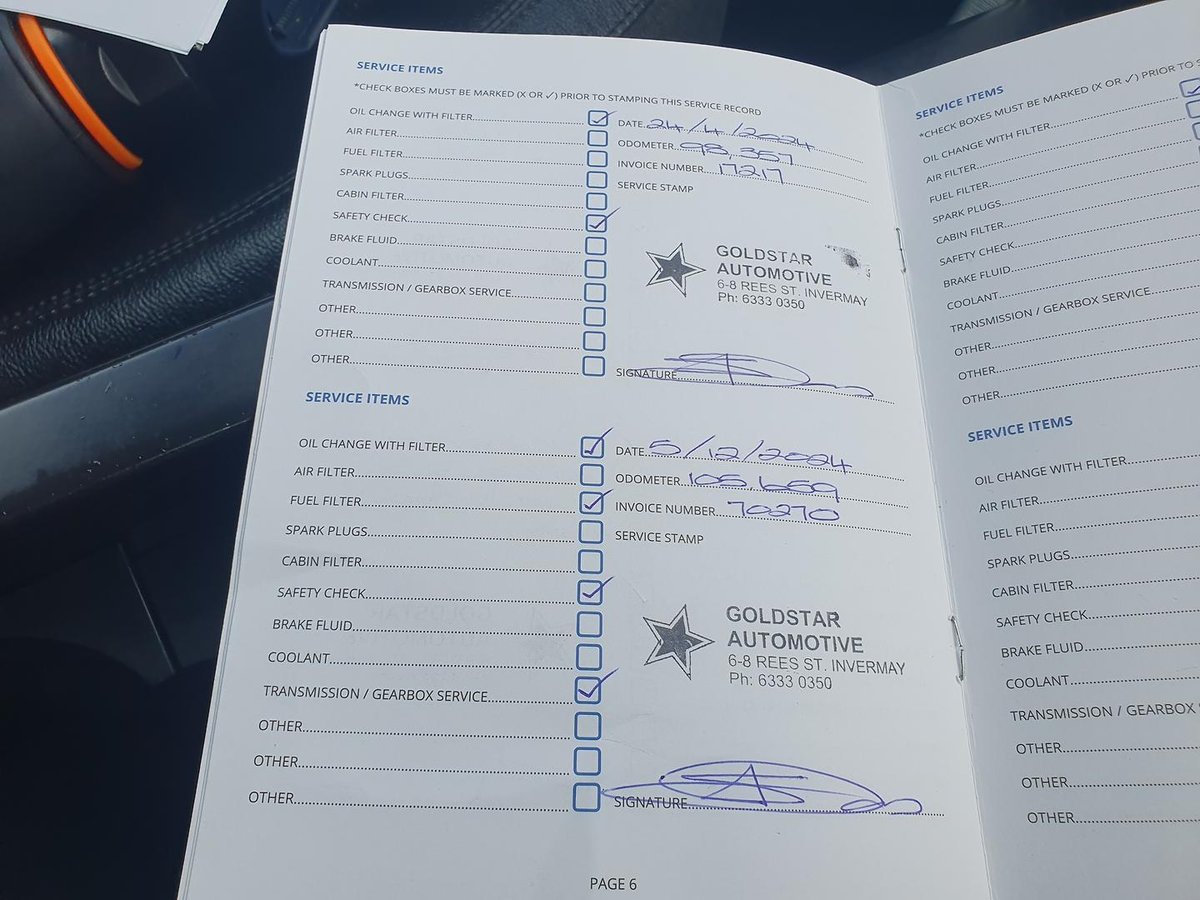 SERVICE ITEMS
*CHECK BOXES MUST BE MARKED (X OR ✓) PRIOR TO STAMPING THIS SERVICE RECORD
OIL CHANGE WITH FILTER ✓ DATE 24/4/2024
AIR FILTER ODOMETER 98,357
FUEL FILTER INVOICE NUMBER 17217
SPARK PLUGS SERVICE STAMP
CABIN FILTER
SAFETY CHECK ✓
BRAKE FLUID
COOLANT
TRANSMISSION / GEARBOX SERVICE
OTHER
OTHER
OTHER
GOLDSTAR
AUTOMOTIVE
6-8 REES ST. INVERMAY
Ph: 6333 0350
SIGNATURE
SERVICE ITEMS
OIL CHANGE WITH FILTER ✓ DATE 5/12/2024
AIR FILTER ODOMETER 105,659
FUEL FILTER ✓ INVOICE NUMBER 70270
SPARK PLUGS SERVICE STAMP
CABIN FILTER
SAFETY CHECK ✓
BRAKE FLUID
COOLANT
TRANSMISSION / GEARBOX SERVICE ✓
OTHER
OTHER
OTHER
GOLDSTAR
AUTOMOTIVE
6-8 REES ST. INVERMAY
Ph: 6333 0350
SIGNATURE
PAGE 6
SERVICE ITEMS
*CHECK BOXES MUST BE MARKED (X OR ✓) PRIOR TO
OIL CHANGE WITH FILTER ✓
AIR FILTER
FUEL FILTER
SPARK PLUGS
CABIN FILTER
SAFETY CHECK
BRAKE FLUID
COOLANT
TRANSMISSION / GEARBOX SERVICE
OTHER
OTHER
OTHER
SERVICE ITEMS
OIL CHANGE WITH FILTER
AIR FILTER
FUEL FILTER
SPARK PLUGS
CABIN FILTER
SAFETY CHECK
BRAKE FLUID
COOLANT
TRANSMISSION / GEARBOX
OTHER
OTHER
OTHER